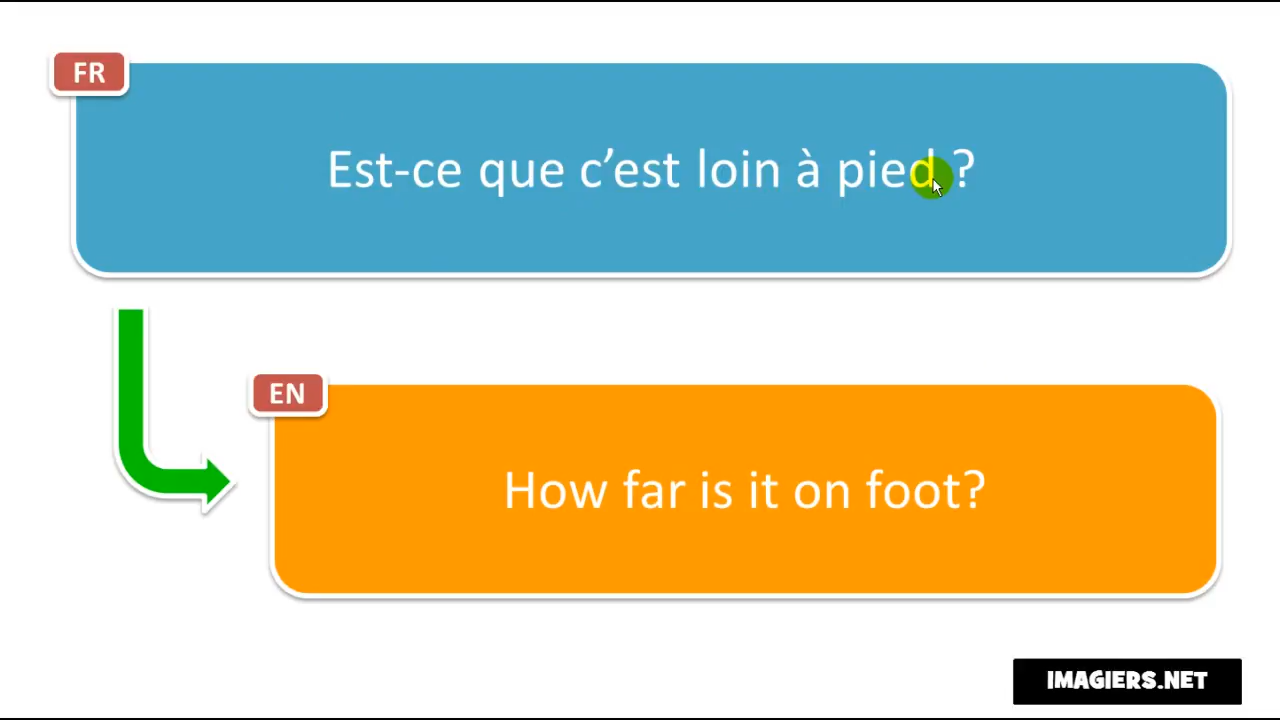 FR
Est-ce que c’est loin à pied ?
EN
How far is it on foot?
IMAGIERS.NET